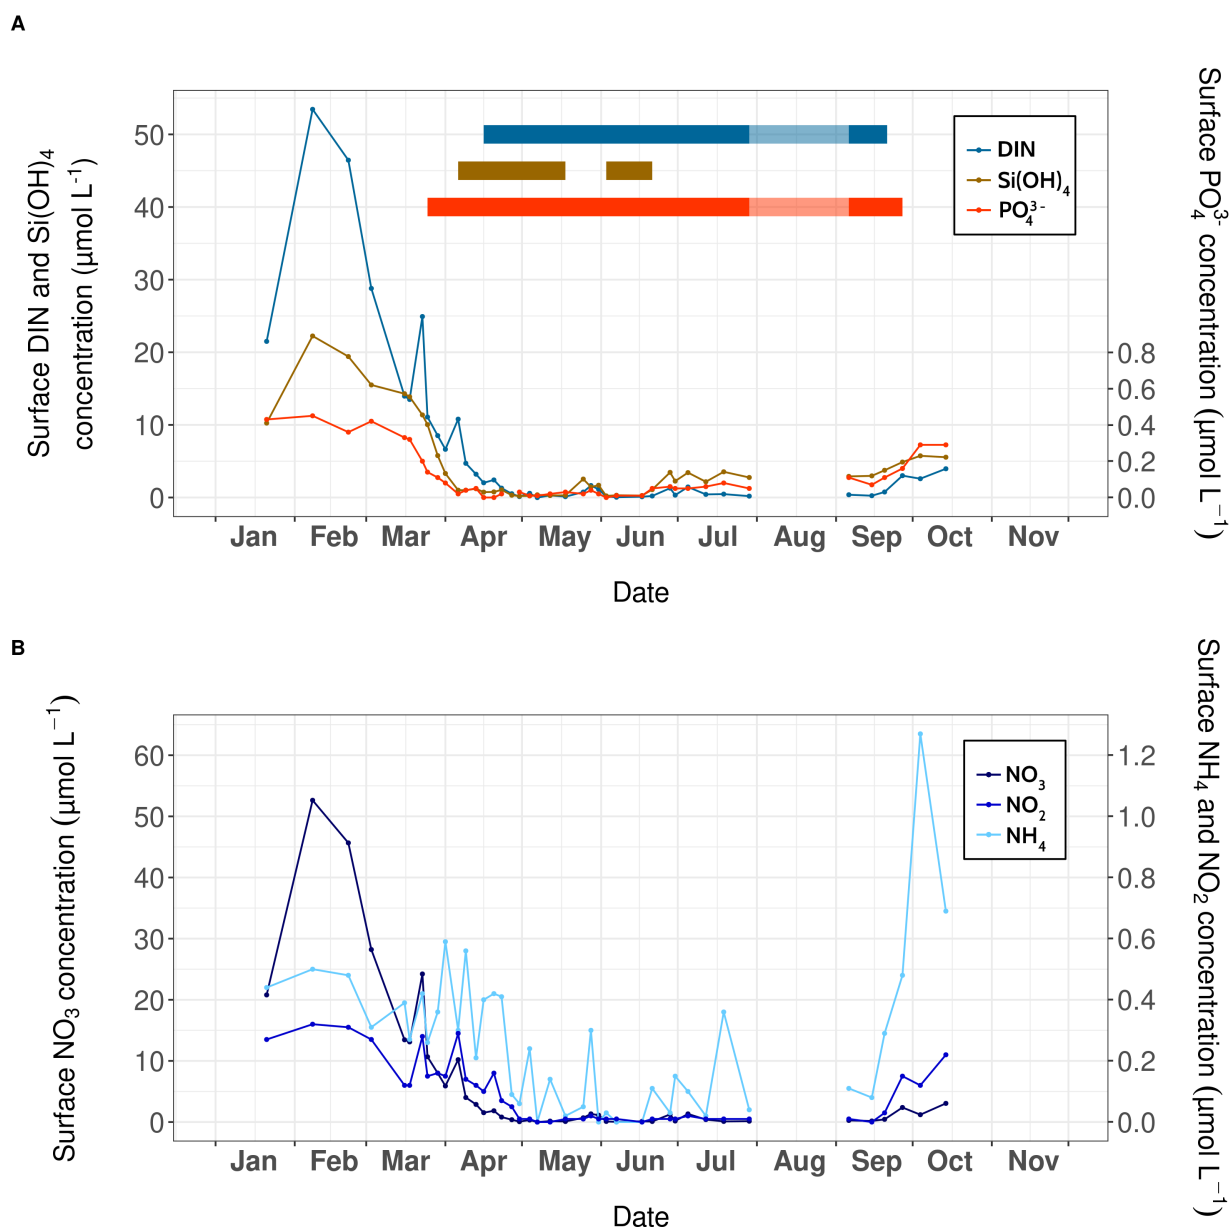 A
Surface DIN and Si(OH)4
concentration (µmol L-1)
50
40
30
20
10
0
DIN
Si(OH)4
PO4 3-
0.8
0.6
0.4
0.2
0.0
Surface PO4 3- concentration (µmol L−1)
Jan Feb Mar Apr May Jun Jul Aug Sep Oct Nov
Date
B
Surface NO3 concentration (µmol L−1)
60
50
40
30
20
10
0
NO3
NO2
NH4
1.2
1.0
0.8
0.6
0.4
0.2
0.0
Surface NH4 and NO2 concentration (µmol L−1)
Jan Feb Mar Apr May Jun Jul Aug Sep Oct Nov
Date